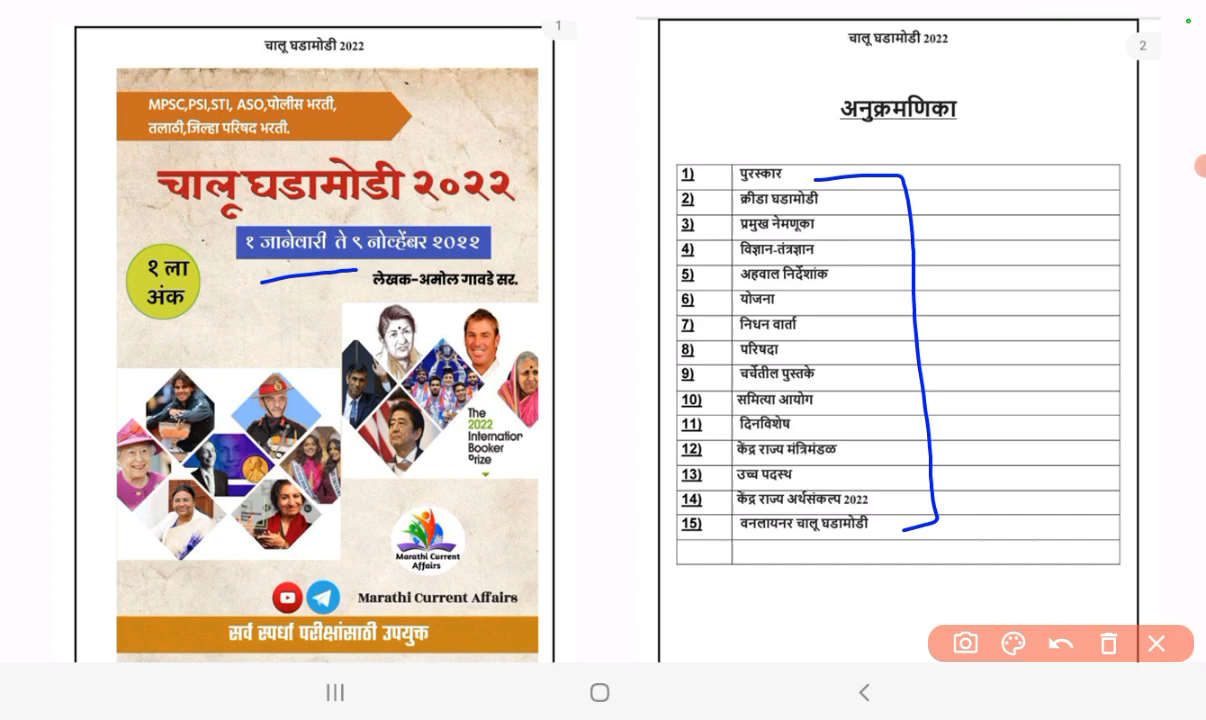 1
चालू घडामोडी 2022
MPSC,PSI,STI, ASO,पोलीस भरती,
तलाठी,जिल्हा परिषद भरती.
चालू घडामोडी २०२२
१ जानेवारी ते ९ नोव्हेंबर २०२२
१ ला
अंक
लेखक-अमोल गावडे सर.
The
2022
Internation
Booker
Prize
Marathi Current
Affairs
Marathi Current Affairs
सर्व स्पर्धा परीक्षांसाठी उपयुक्त
चालू घडामोडी 2022
2
अनुक्रमणिका
1) पुरस्कार
2) क्रीडा घडामोडी
3) प्रमुख नेमणूका
4) विज्ञान-तंत्रज्ञान
5) अहवाल निर्देशांक
6) योजना
7) निधन वार्ता
8) परिषदा
9) चर्चेतील पुस्तके
10) समित्या आयोग
11) दिनविशेष
12) केंद्र राज्य मंत्रिमंडळ
13) उच्च पदस्थ
14) केंद्र राज्य अर्थसंकल्प 2022
15) वनलायनर चालू घडामोडी